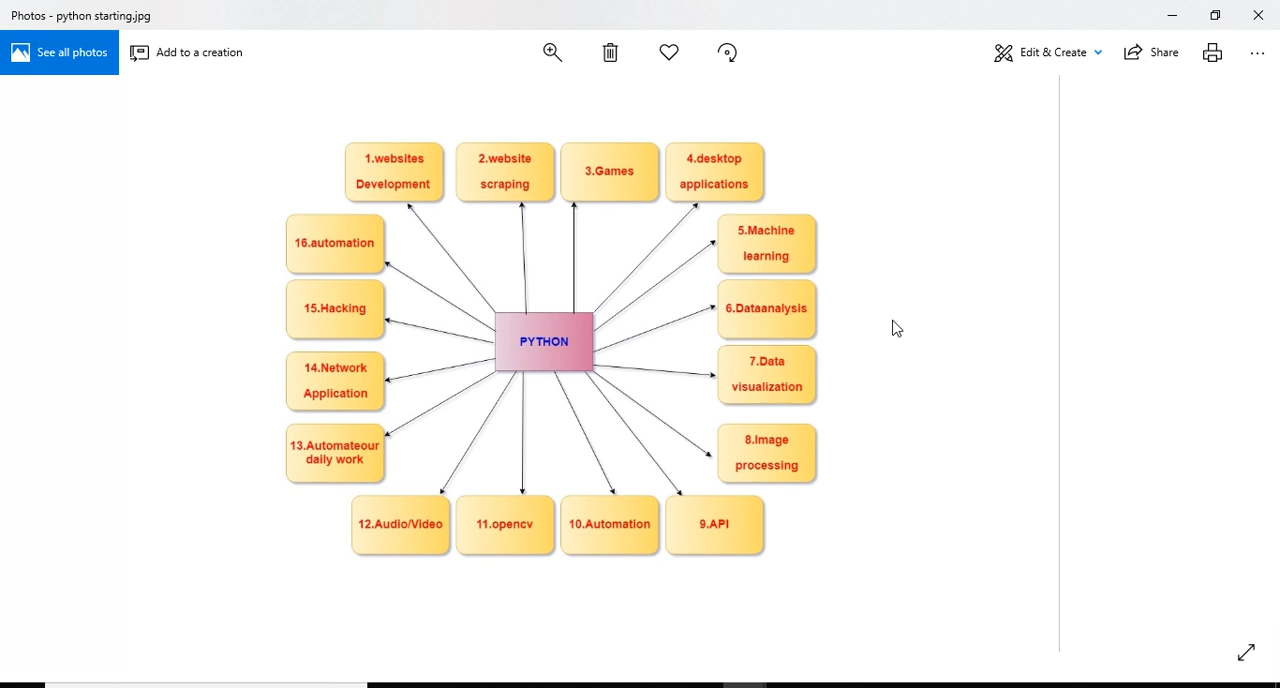 Photos - python starting.jpg
See all photos
Add to a creation
Edit & Create
Share
1.websites
Development
2.website
scraping
3.Games
4.desktop
applications
16.automation
5.Machine
learning
15.Hacking
6.Dataanalysis
PYTHON
14.Network
Application
7.Data
visualization
13.Automateour
daily work
8.Image
processing
12.Audio/Video
11.opencv
10.Automation
9.API